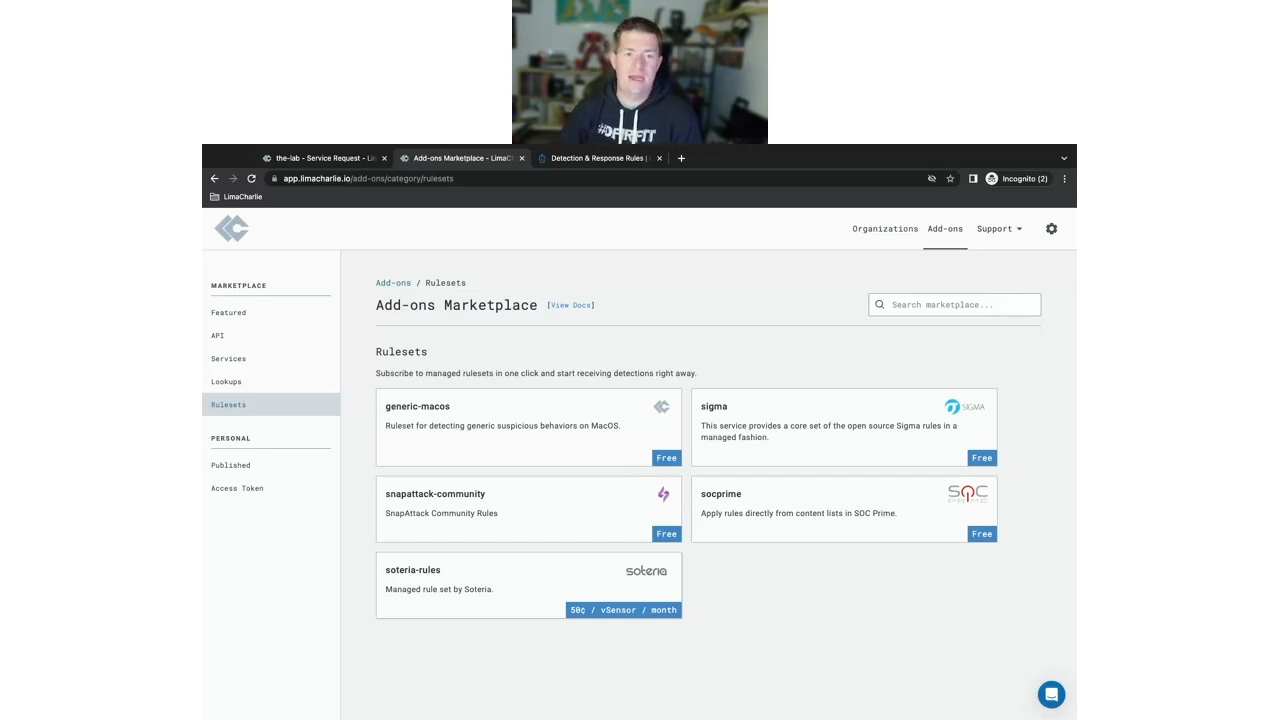 #DFIRFIT
the-lab - Service Request - Li
Add-ons Marketplace - LimaC
Detection & Response Rules |
app.limacharlie.io/add-ons/category/rulesets
Incognito (2)
LimaCharlie
Organizations
Add-ons
Support
MARKETPLACE
Featured
API
Services
Lookups
Rulesets
PERSONAL
Published
Access Token
Add-ons / Rulesets
Add-ons Marketplace [View Docs]
Search marketplace...
Rulesets
Subscribe to managed rulesets in one click and start receiving detections right away.
generic-macos
Ruleset for detecting generic suspicious behaviors on MacOS.
Free
sigma
SIGMA
This service provides a core set of the open source Sigma rules in a
managed fashion.
Free
snapattack-community
SnapAttack Community Rules
Free
socprime
SOC
PRIME
Apply rules directly from content lists in SOC Prime.
Free
soteria-rules
soteria
Managed rule set by Soteria.
50¢ / vSensor / month